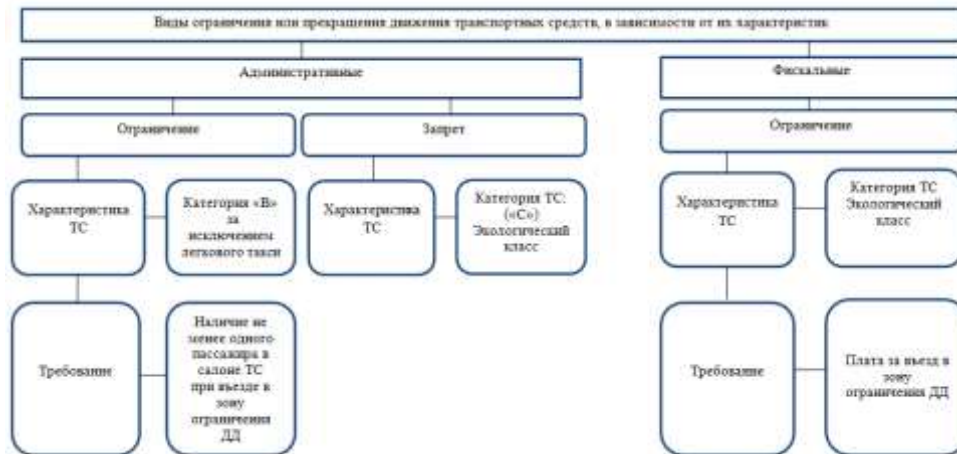 Виды ограничения или прекращения движения транспортных средств, в зависимости от их характеристик
Административные
Фискальные
Ограничение
Запрет
Ограничение
Характеристика
ТС
Категория «В»
за
исключением
легкового такси
Характеристика
ТС
Категория ТС:
(«С»)
Экологический
класс
Характеристика
ТС
Категория ТС
Экологический
класс
Требование
Наличие не
менее одного
пассажира в
салоне ТС
при въезде в
зону
ограничения
ДД
Требование
Плата за въезд в
зону
ограничения ДД